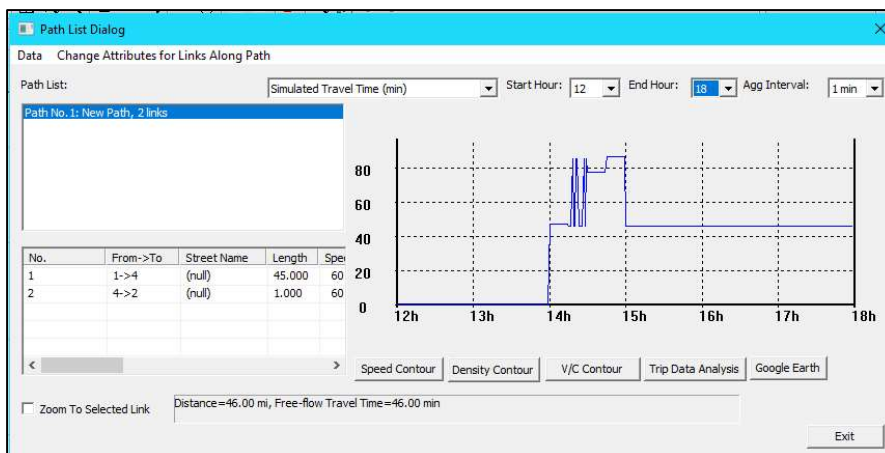 Path List Dialog
Data Change Attributes for Links Along Path
Path List: Simulated Travel Time (min) Start Hour: 12 End Hour: 18 Agg Interval: 1 min
Path No.1: New Path, 2 links
80
60
40
20
0
12h 13h 14h 15h 16h 17h 18h
No. From->To Street Name Length Spee
1 1->4 (null) 45.000 60
2 4->2 (null) 1.000 60
Speed Contour Density Contour V/C Contour Trip Data Analysis Google Earth
Zoom To Selected Link Distance=46.00 mi, Free-flow Travel Time=46.00 min
Exit